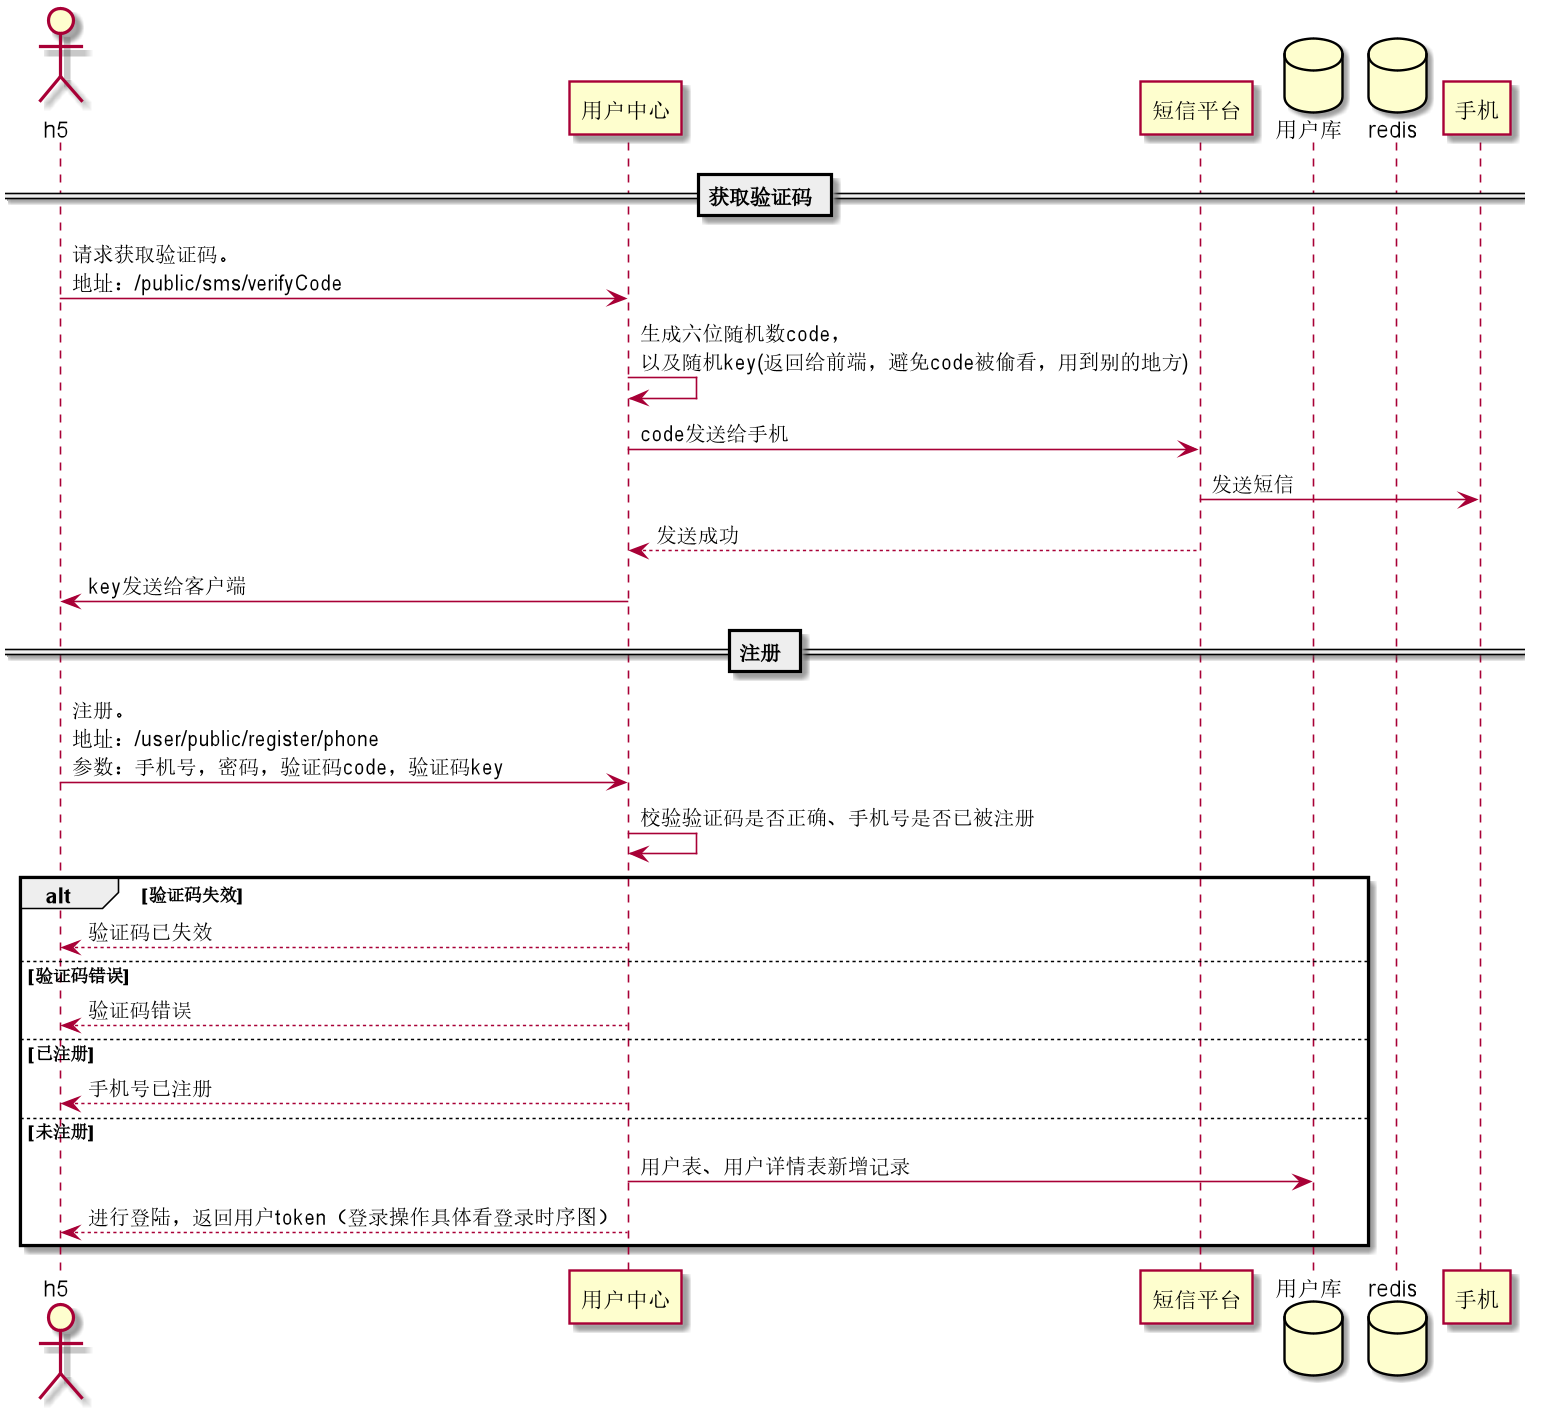 h5
用户中心
短信平台
用户库
redis
手机
获取验证码
请求获取验证码。
地址：/public/sms/verifyCode
生成六位随机数code，
以及随机key(返回给前端，避免code被偷看，用到别的地方)
code发送给手机
发送短信
发送成功
key发送给客户端
注册
注册。
地址：/user/public/register/phone
参数：手机号，密码，验证码code，验证码key
校验验证码是否正确、手机号是否已被注册
alt [验证码失效]
验证码已失效
[验证码错误]
验证码错误
[已注册]
手机号已注册
[未注册]
用户表、用户详情表新增记录
进行登陆，返回用户token（登录操作具体看登录时序图）
h5
用户中心
短信平台
用户库
redis
手机